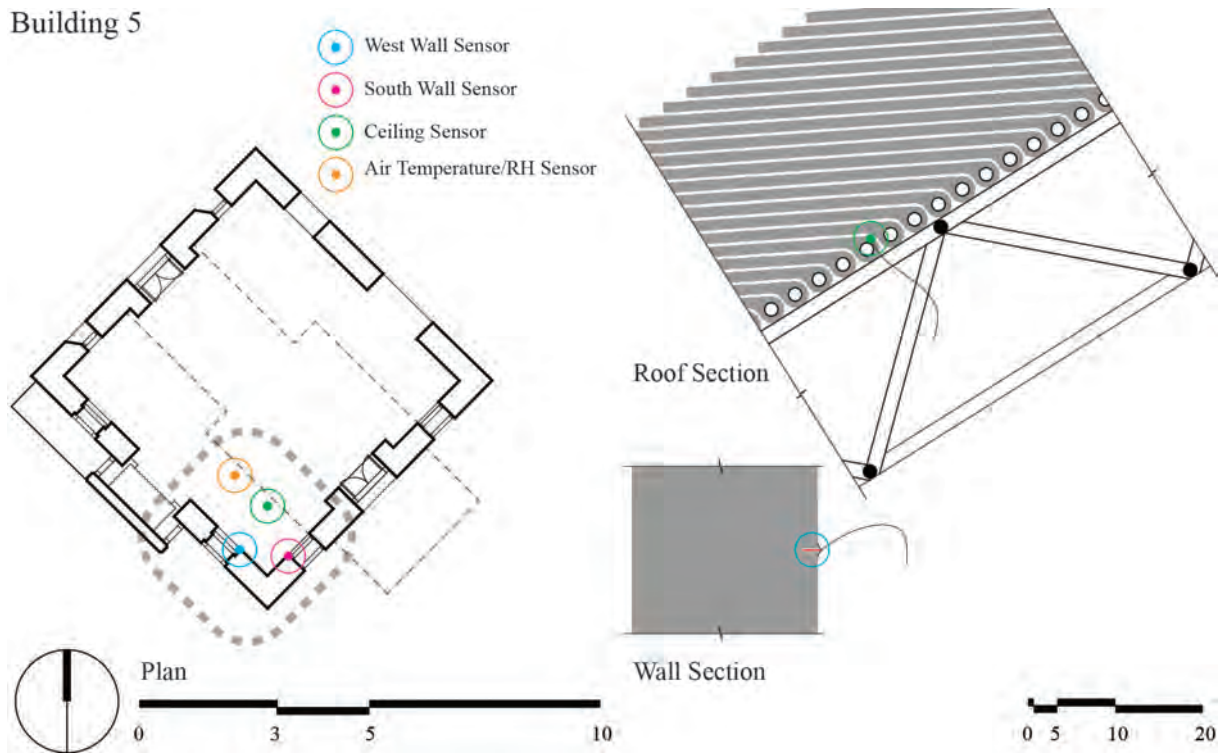 Building 5
West Wall Sensor
South Wall Sensor
Ceiling Sensor
Air Temperature/RH Sensor
Roof Section
Plan
Wall Section
0 3 5 10
0 5 10 20